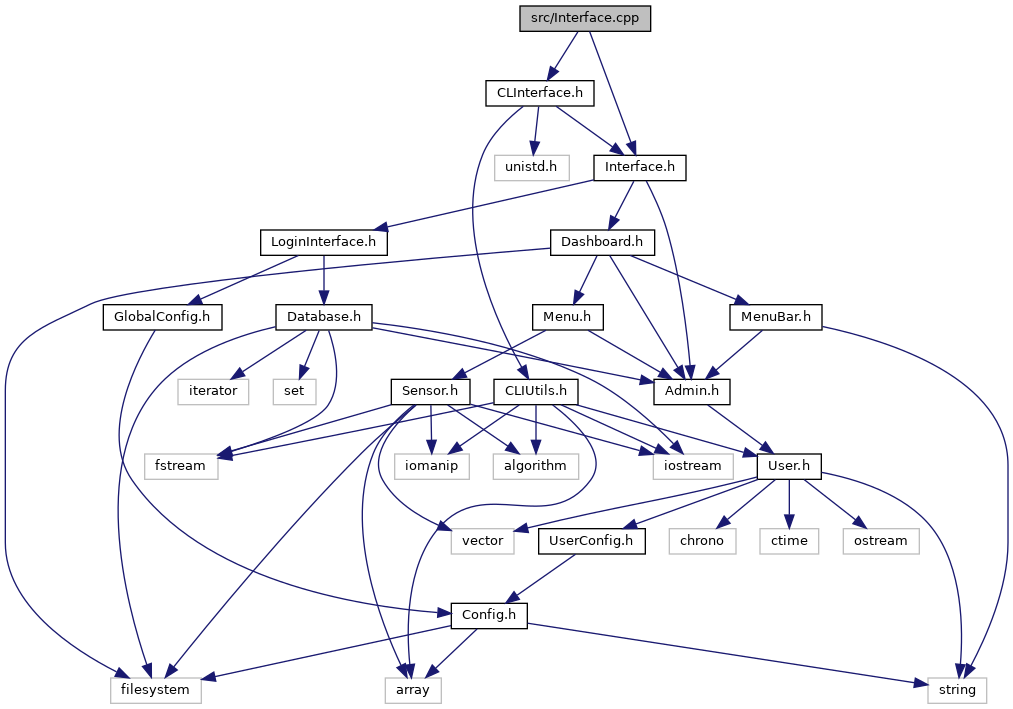 src/Interface.cpp
CLInterface.h
unistd.h
Interface.h
LoginInterface.h
Dashboard.h
GlobalConfig.h
Database.h
Menu.h
MenuBar.h
iterator
set
Sensor.h
CLIUtils.h
Admin.h
fstream
iomanip
algorithm
iostream
User.h
vector
UserConfig.h
chrono
ctime
ostream
Config.h
filesystem
array
string